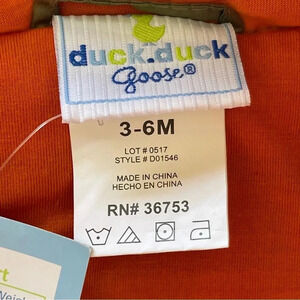 duck.duck
goose®
3-6M
LOT # 0517
STYLE # D01546
MADE IN CHINA
HECHO EN CHINA
RN# 36753